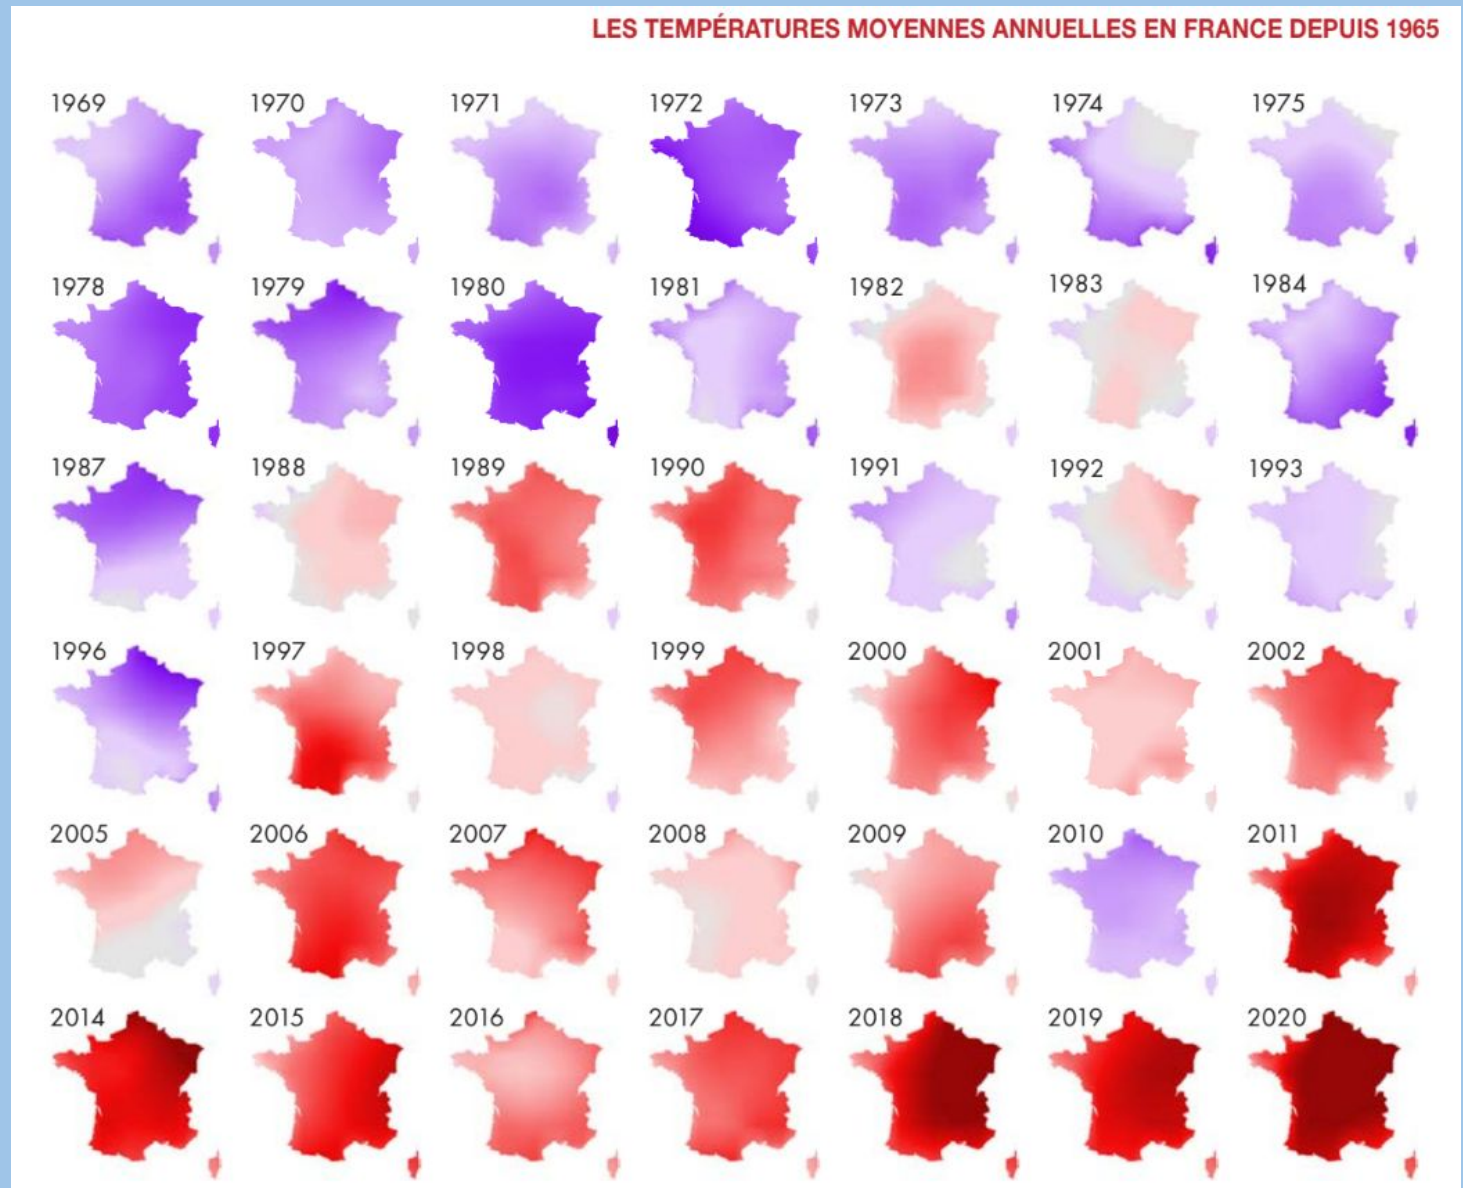 LES TEMPÉRATURES MOYENNES ANNUELLES EN FRANCE DEPUIS 1965
1969 1970 1971 1972 1973 1974 1975
1978 1979 1980 1981 1982 1983 1984
1987 1988 1989 1990 1991 1992 1993
1996 1997 1998 1999 2000 2001 2002
2005 2006 2007 2008 2009 2010 2011
2014 2015 2016 2017 2018 2019 2020